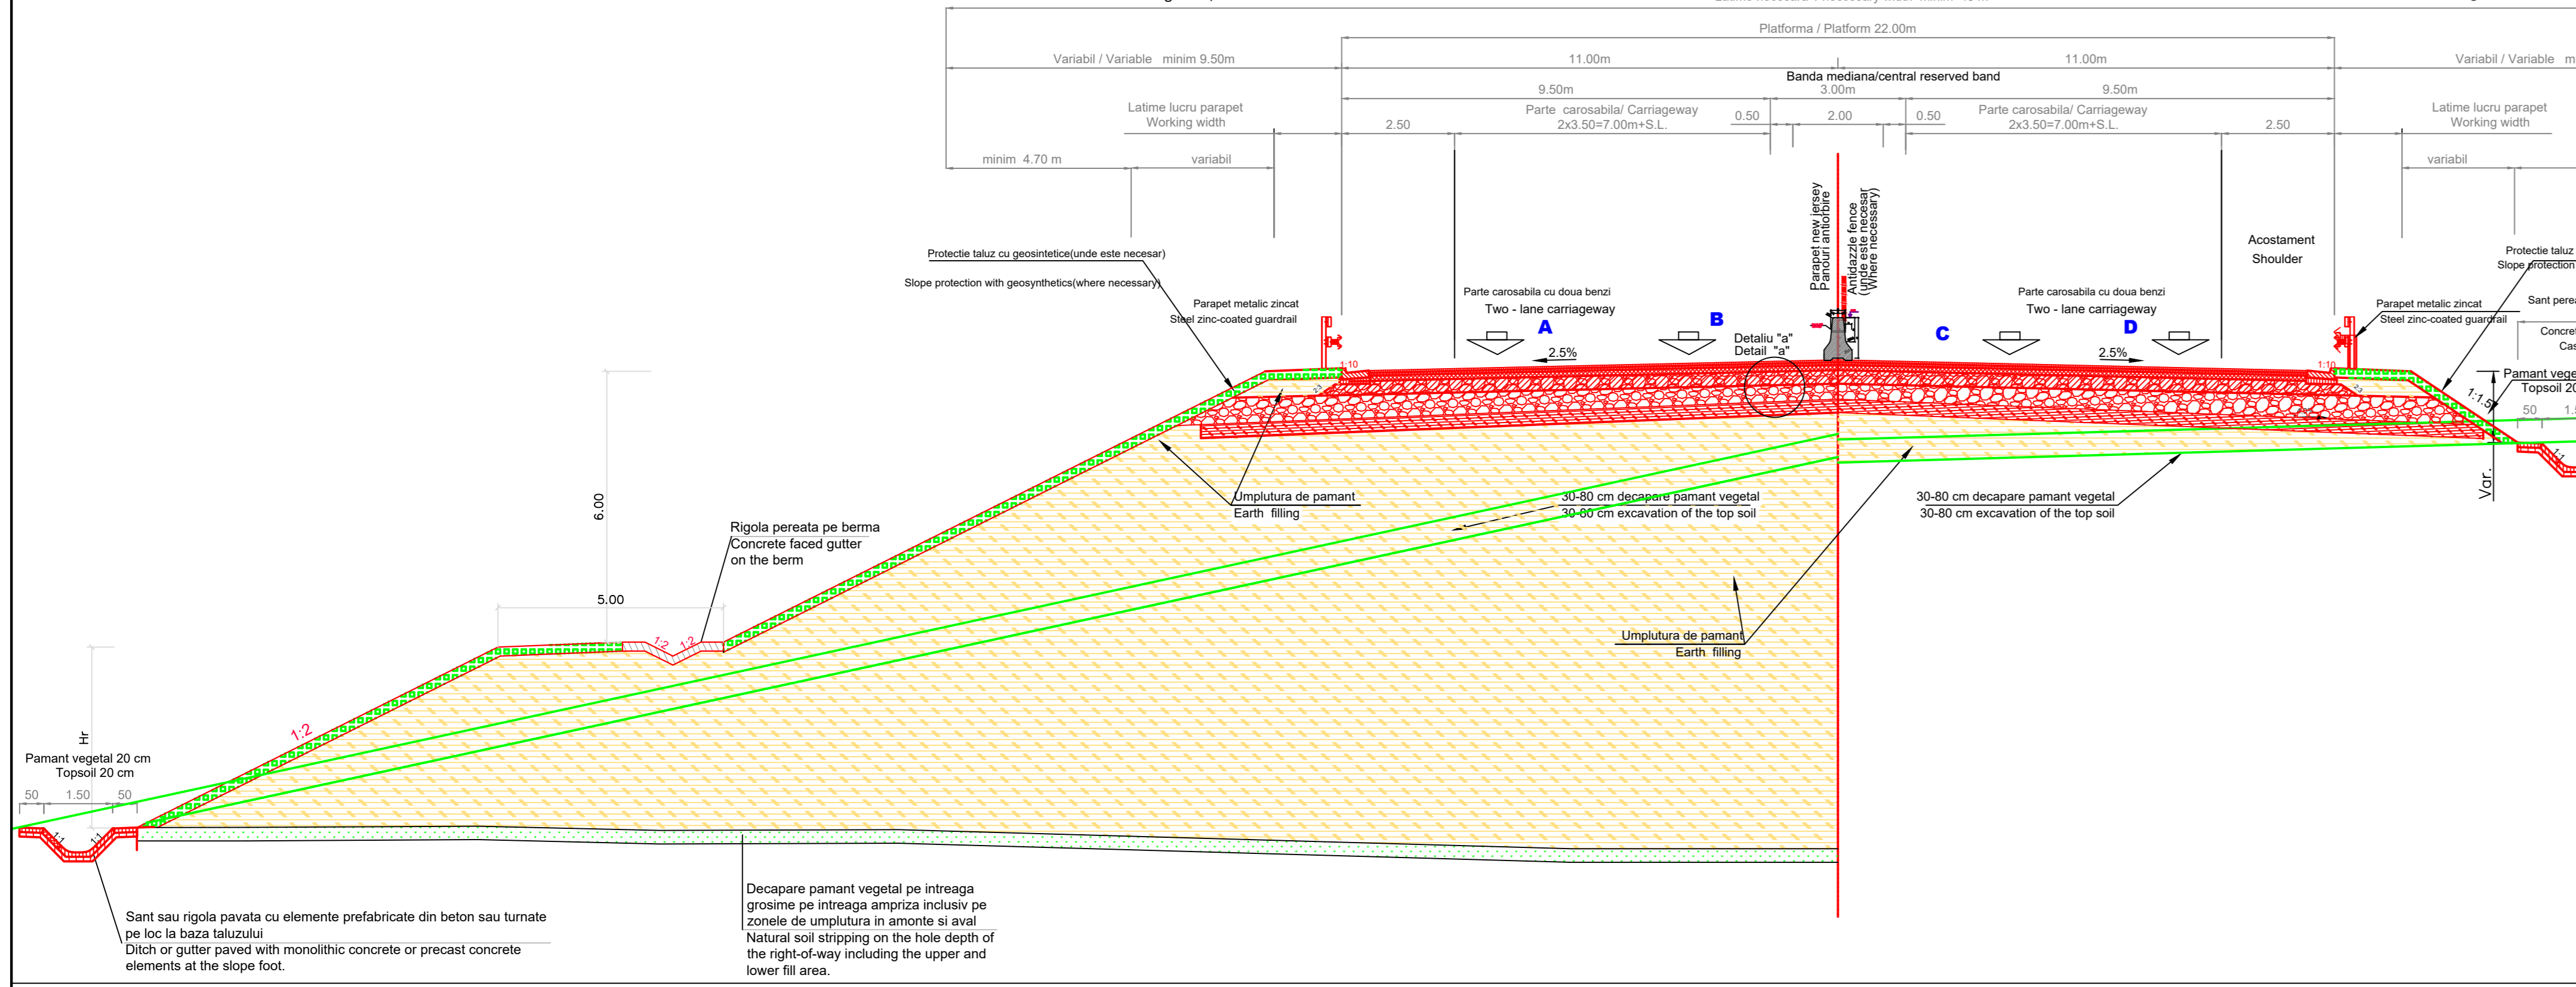 Platforma / Platform 22.00m
Variabil / Variable   minim 9.50m
11.00m
11.00m
Variabil / Variable
Banda mediana/central reserved band
9.50m
3.00m
9.50m
Latime lucru parapet
Working width
2.50
Parte  carosabila/ Carriageway
2x3.50=7.00m+S.L.
0.50
2.00
0.50
Parte carosabila/ Carriageway
2x3.50=7.00m+S.L.
2.50
Latime lucru parapet
Working width
minim  4.70 m
variabil
variabil
Parapet new jersey
Panouri antiorbire
Antidazzle fence
(unde este necesar
Where necessary)
Protectie taluz cu geosintetice(unde este necesar)
Slope protection with geosynthetics(where necessary)
Parapet metalic zincat
Steel zinc-coated guardrail
Parte carosabila cu doua benzi
Two - lane carriageway
A
B
Detaliu "a"
Detail  "a"
2.5%
C
Parte carosabila cu doua benzi
Two - lane carriageway
D
2.5%
Acostament
Shoulder
Protectie taluz
Slope protection
Parapet metalic zincat
Steel zinc-coated guardrail
1:10
1:10
2:3
2:3
Pamant
Topsoil
1:1.5
50
1:1
Var.
6.00
Umplutura de pamant
Earth  filling
30-80 cm decapare pamant vegetal
30-80 cm excavation of the top soil
30-80 cm decapare pamant vegetal
30-80 cm excavation of the top soil
Rigola pereata pe berma
Concrete faced gutter
on the berm
5.00
1:2
1:2
Umplutura de pamant
Earth  filling
Hr
1:2
Pamant vegetal 20 cm
Topsoil 20 cm
50
1.50
50
1:1
1:1
Sant sau rigola pavata cu elemente prefabricate din beton sau turnate
pe loc la baza taluzului
Ditch or gutter paved with monolithic concrete or precast concrete
elements at the slope foot.
Decapare pamant vegetal pe intreaga
grosime pe intreaga ampriza inclusiv pe
zonele de umplutura in amonte si aval
Natural soil stripping on the hole depth of
the right-of-way including the upper and
lower fill area.